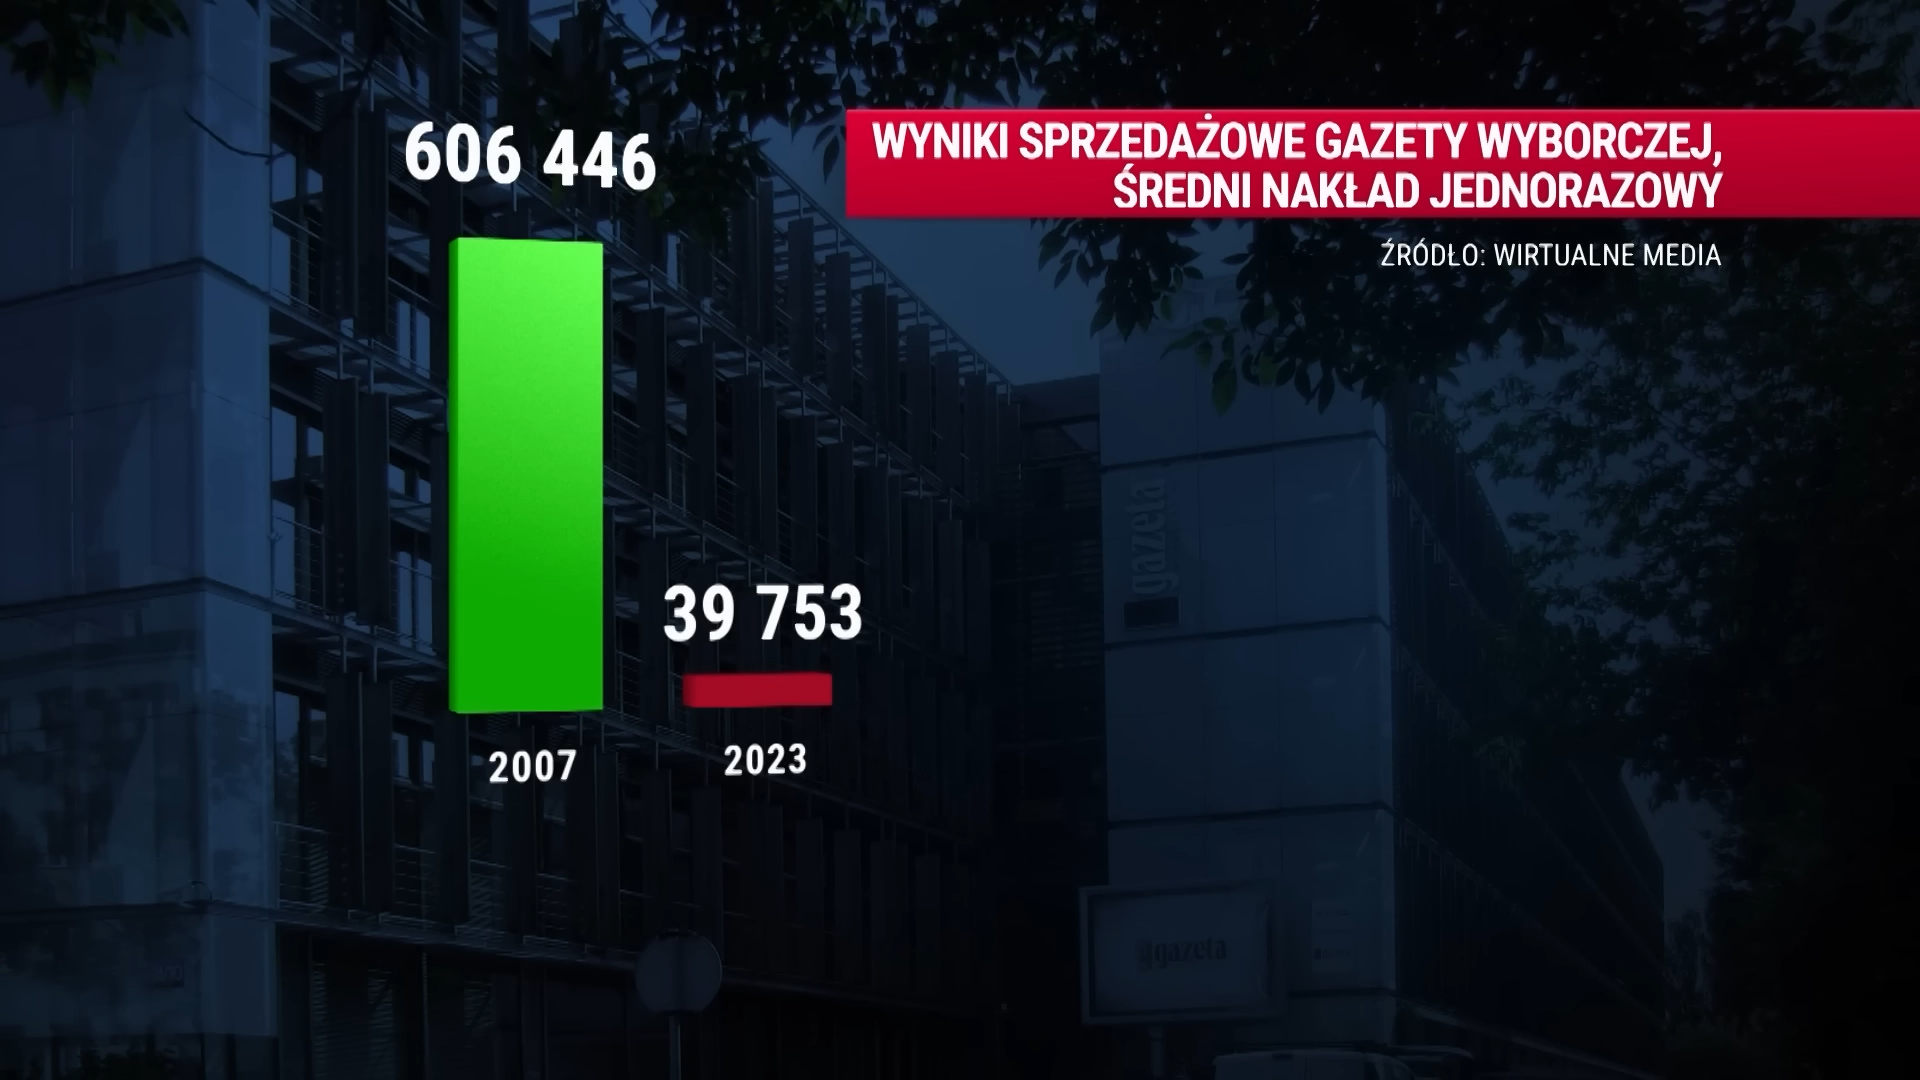 WYNIKI SPRZEDAŻOWE GAZETY WYBORCZEJ,
ŚREDNI NAKŁAD JEDNORAZOWY
ŹRÓDŁO: WIRTUALNE MEDIA
606 446
39 753
2007
2023
gazeta
gazeta